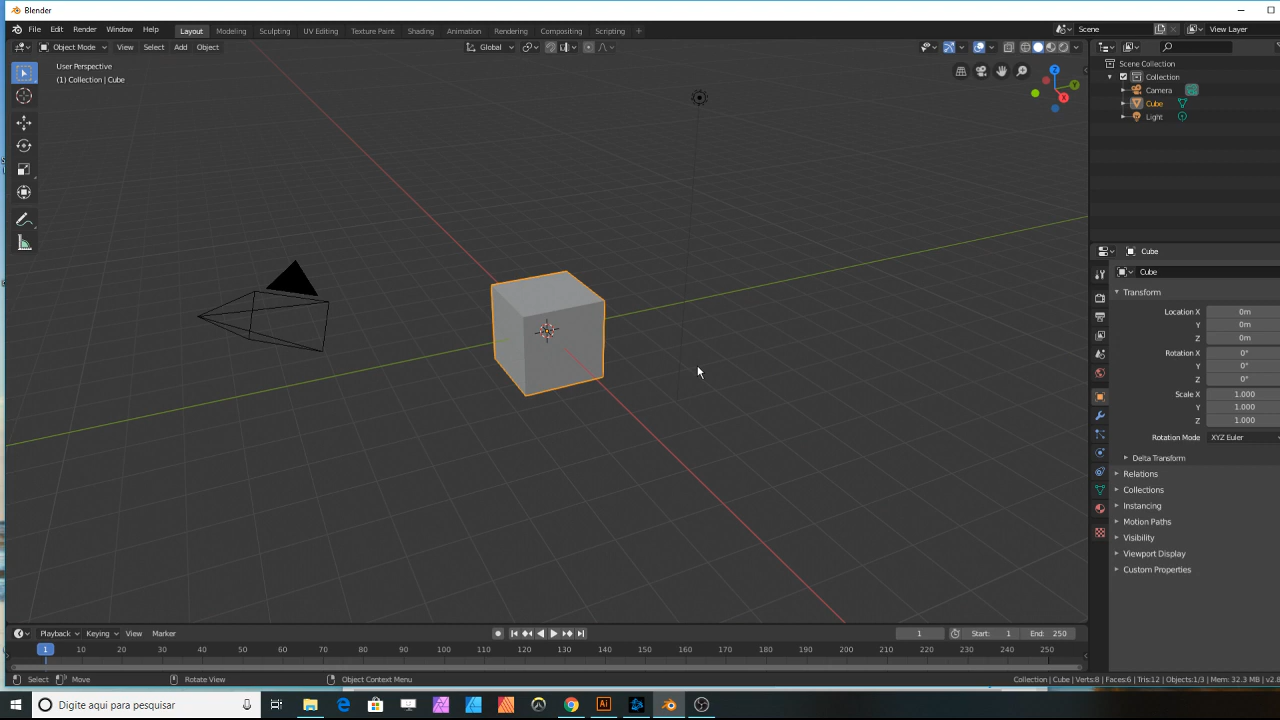 Blender
File Edit Render Window Help Layout Modeling Sculpting UV Editing Texture Paint Shading Animation Rendering Compositing Scripting + Scene View Layer
Object Mode View Select Add Object Global
User Perspective
(1) Collection | Cube
Z
Y
X
Scene Collection
Collection
Camera
Cube
Light
Cube
Cube
Transform
Location X 0m
Y 0m
Z 0m
Rotation X 0°
Y 0°
Z 0°
Scale X 1.000
Y 1.000
Z 1.000
Rotation Mode XYZ Euler
Delta Transform
Relations
Collections
Instancing
Motion Paths
Visibility
Viewport Display
Custom Properties
Playback Keying View Marker 1 Start: 1 End: 250
1 10 20 30 40 50 60 70 80 90 100 110 120 130 140 150 160 170 180 190 200 210 220 230 240 250
Select Move Rotate View Object Context Menu Collection | Cube | Verts:8 | Faces:6 | Tris:12 | Objects:1/3 | Mem: 32.3 MB | v2.8
Digite aqui para pesquisar Ai